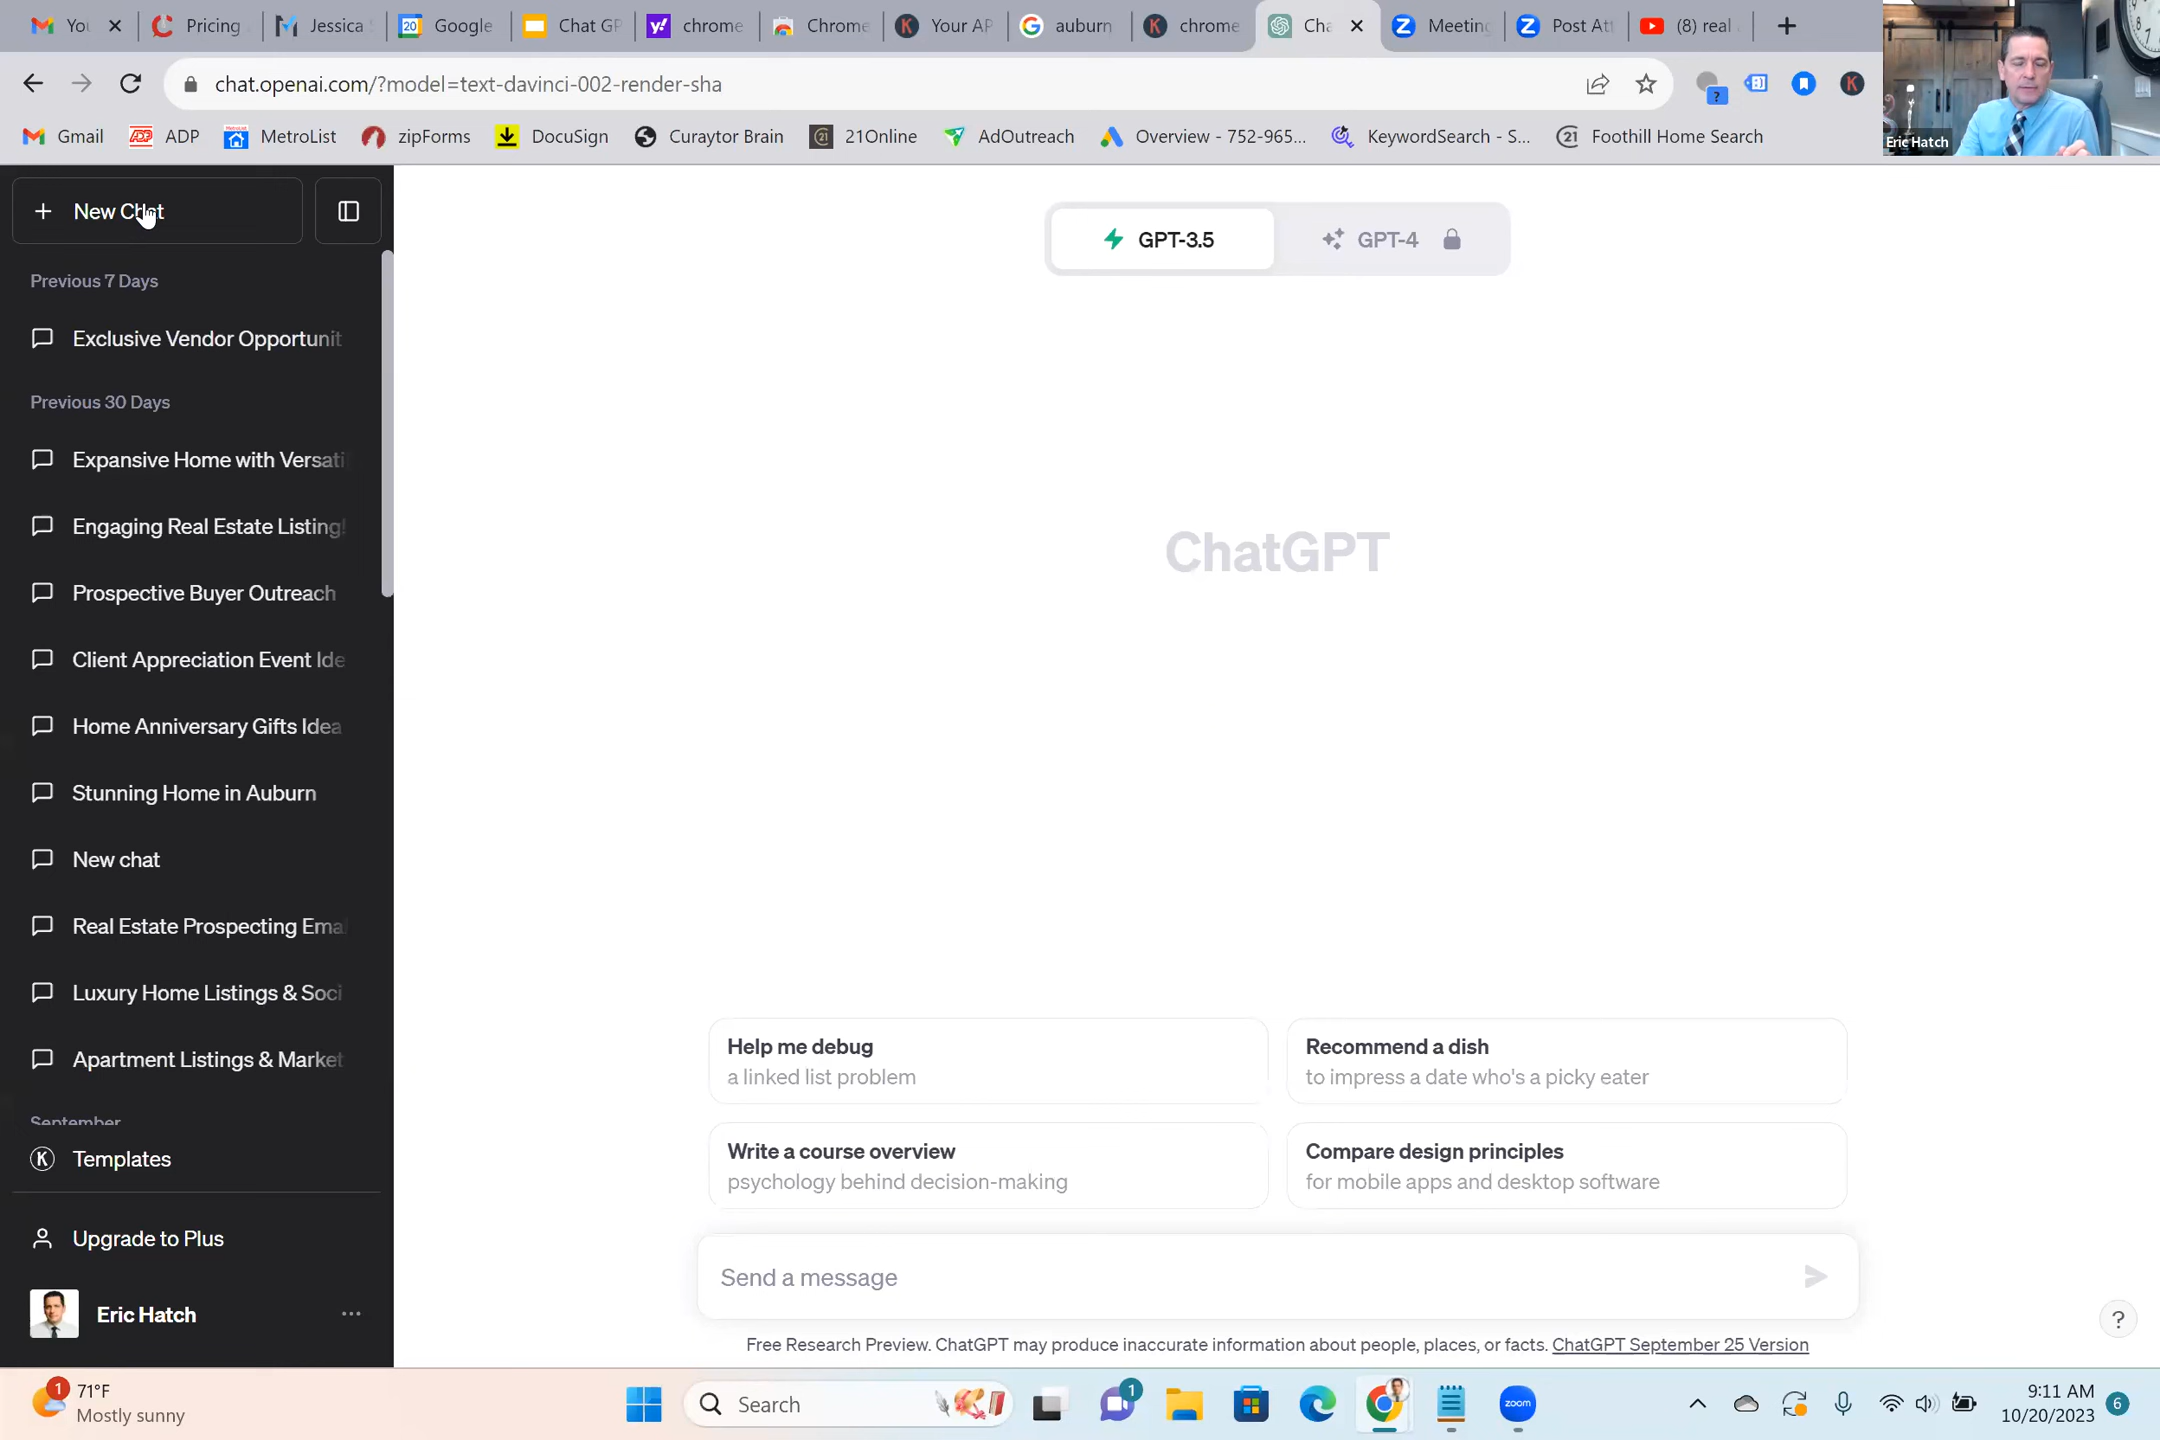 You
Pricing
Jessica
20
Google
Chat GP
chrome
Chrome
Your AP
auburn
chrome
Cha
Meeting
Post Att
(8) real
chat.openai.com/?model=text-davinci-002-render-sha
Gmail
ADP
MetroList
zipForms
DocuSign
Curaytor Brain
21Online
AdOutreach
Overview - 752-965...
KeywordSearch - S...
Foothill Home Search
Eric Hatch
New Chat
GPT-3.5
GPT-4
Previous 7 Days
Exclusive Vendor Opportunit
Previous 30 Days
Expansive Home with Versati
Engaging Real Estate Listing!
ChatGPT
Prospective Buyer Outreach
Client Appreciation Event Ide
Home Anniversary Gifts Idea
Stunning Home in Auburn
New chat
Real Estate Prospecting Ema
Luxury Home Listings & Soci
Apartment Listings & Market
September
Templates
Upgrade to Plus
Eric Hatch
Help me debug
a linked list problem
Recommend a dish
to impress a date who's a picky eater
Write a course overview
psychology behind decision-making
Compare design principles
for mobile apps and desktop software
Send a message
Free Research Preview. ChatGPT may produce inaccurate information about people, places, or facts. ChatGPT September 25 Version
?
1
71°F
Mostly sunny
Search
1
zoom
9:11 AM
10/20/2023
6